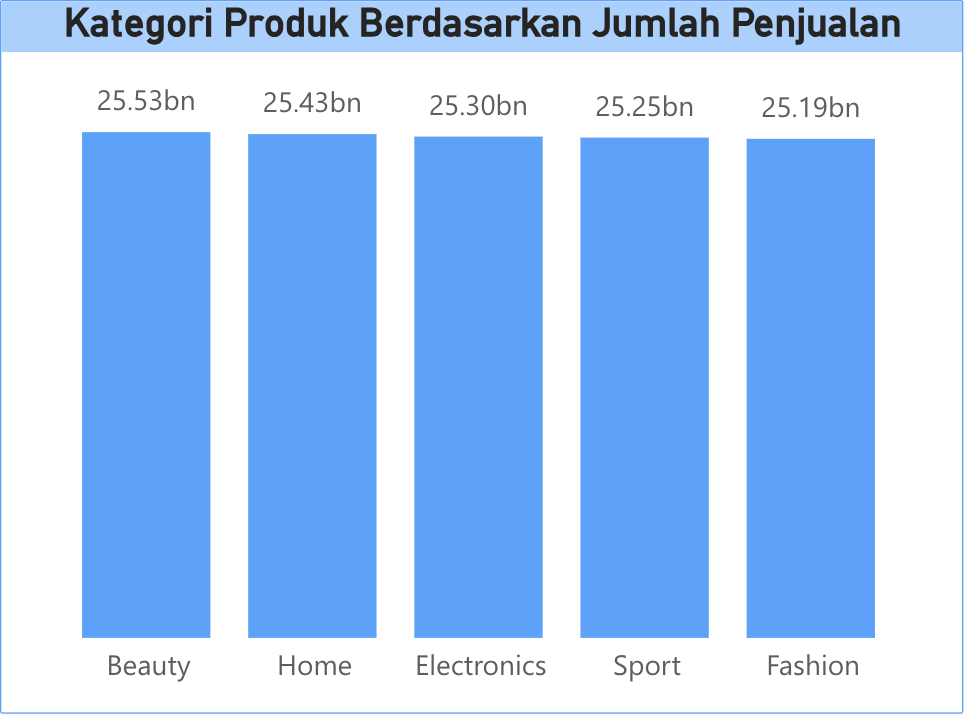 Kategori Produk Berdasarkan Jumlah Penjualan
25.53bn 25.43bn 25.30bn 25.25bn 25.19bn
Beauty Home Electronics Sport Fashion